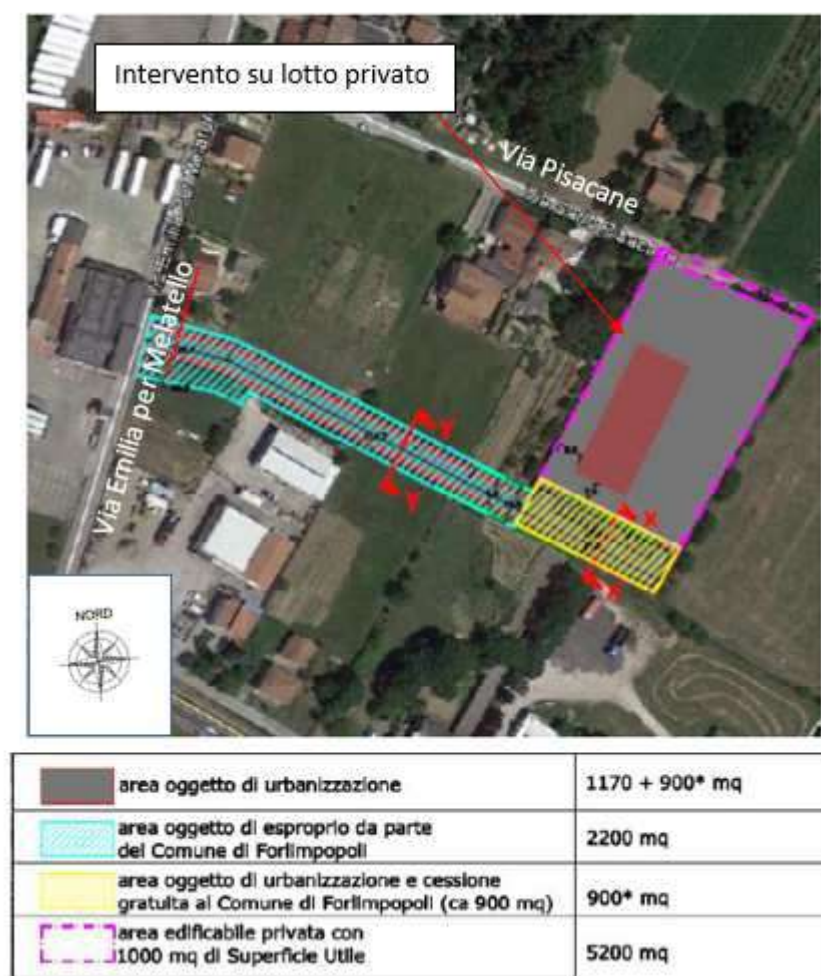 Intervento su lotto privato
Via Pisacane
Via Emilia per Melatello
Y
Y
X
NORD
area oggetto di urbanizzazione
1170 + 900* mq
area oggetto di esproprio da parte
del Comune di Forlimpopoli
2200 mq
area oggetto di urbanizzazione e cessione
gratuita al Comune di Forlimpopoli (ca 900 mq)
900* mq
area edificabile privata con
1000 mq di Superficie Utile
5200 mq